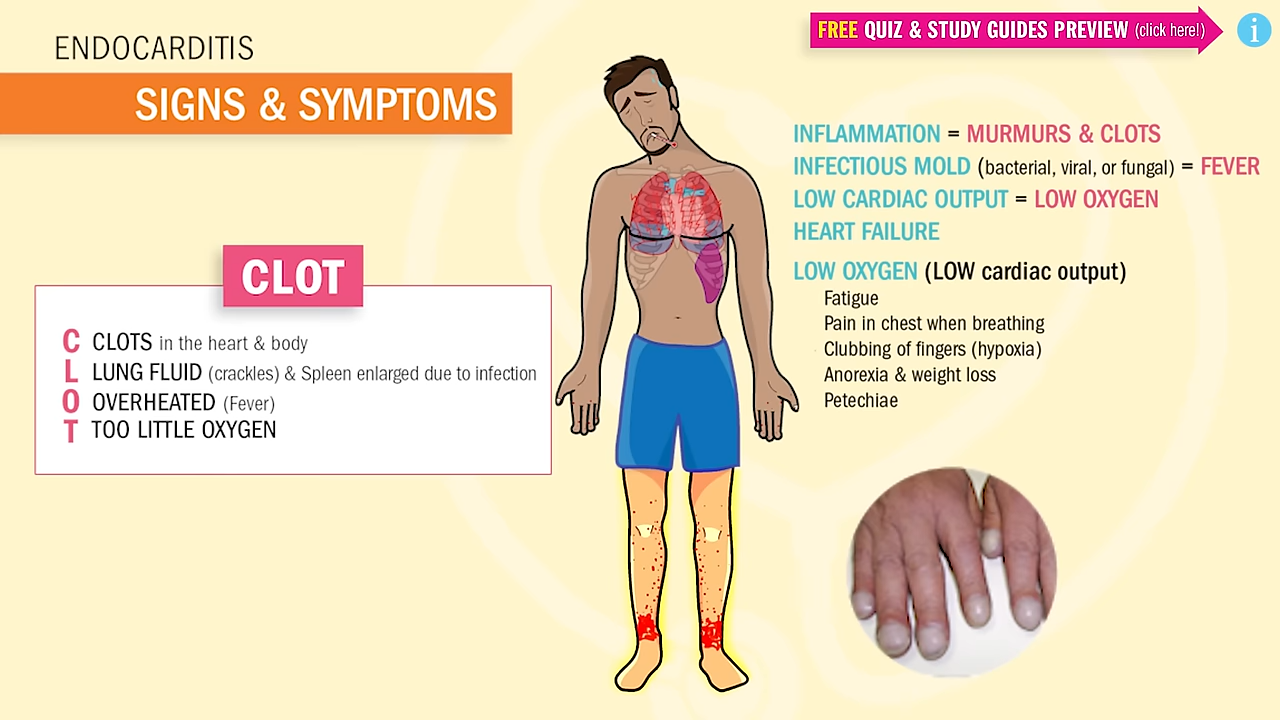 ENDOCARDITIS
SIGNS & SYMPTOMS
FREE QUIZ & STUDY GUIDES PREVIEW (click here!)
i
CLOT
C CLOTS in the heart & body
L LUNG FLUID (crackles) & Spleen enlarged due to infection
O OVERHEATED (Fever)
T TOO LITTLE OXYGEN
INFLAMMATION = MURMURS & CLOTS
INFECTIOUS MOLD (bacterial, viral, or fungal) = FEVER
LOW CARDIAC OUTPUT = LOW OXYGEN
HEART FAILURE
LOW OXYGEN (LOW cardiac output)
Fatigue
Pain in chest when breathing
Clubbing of fingers (hypoxia)
Anorexia & weight loss
Petechiae